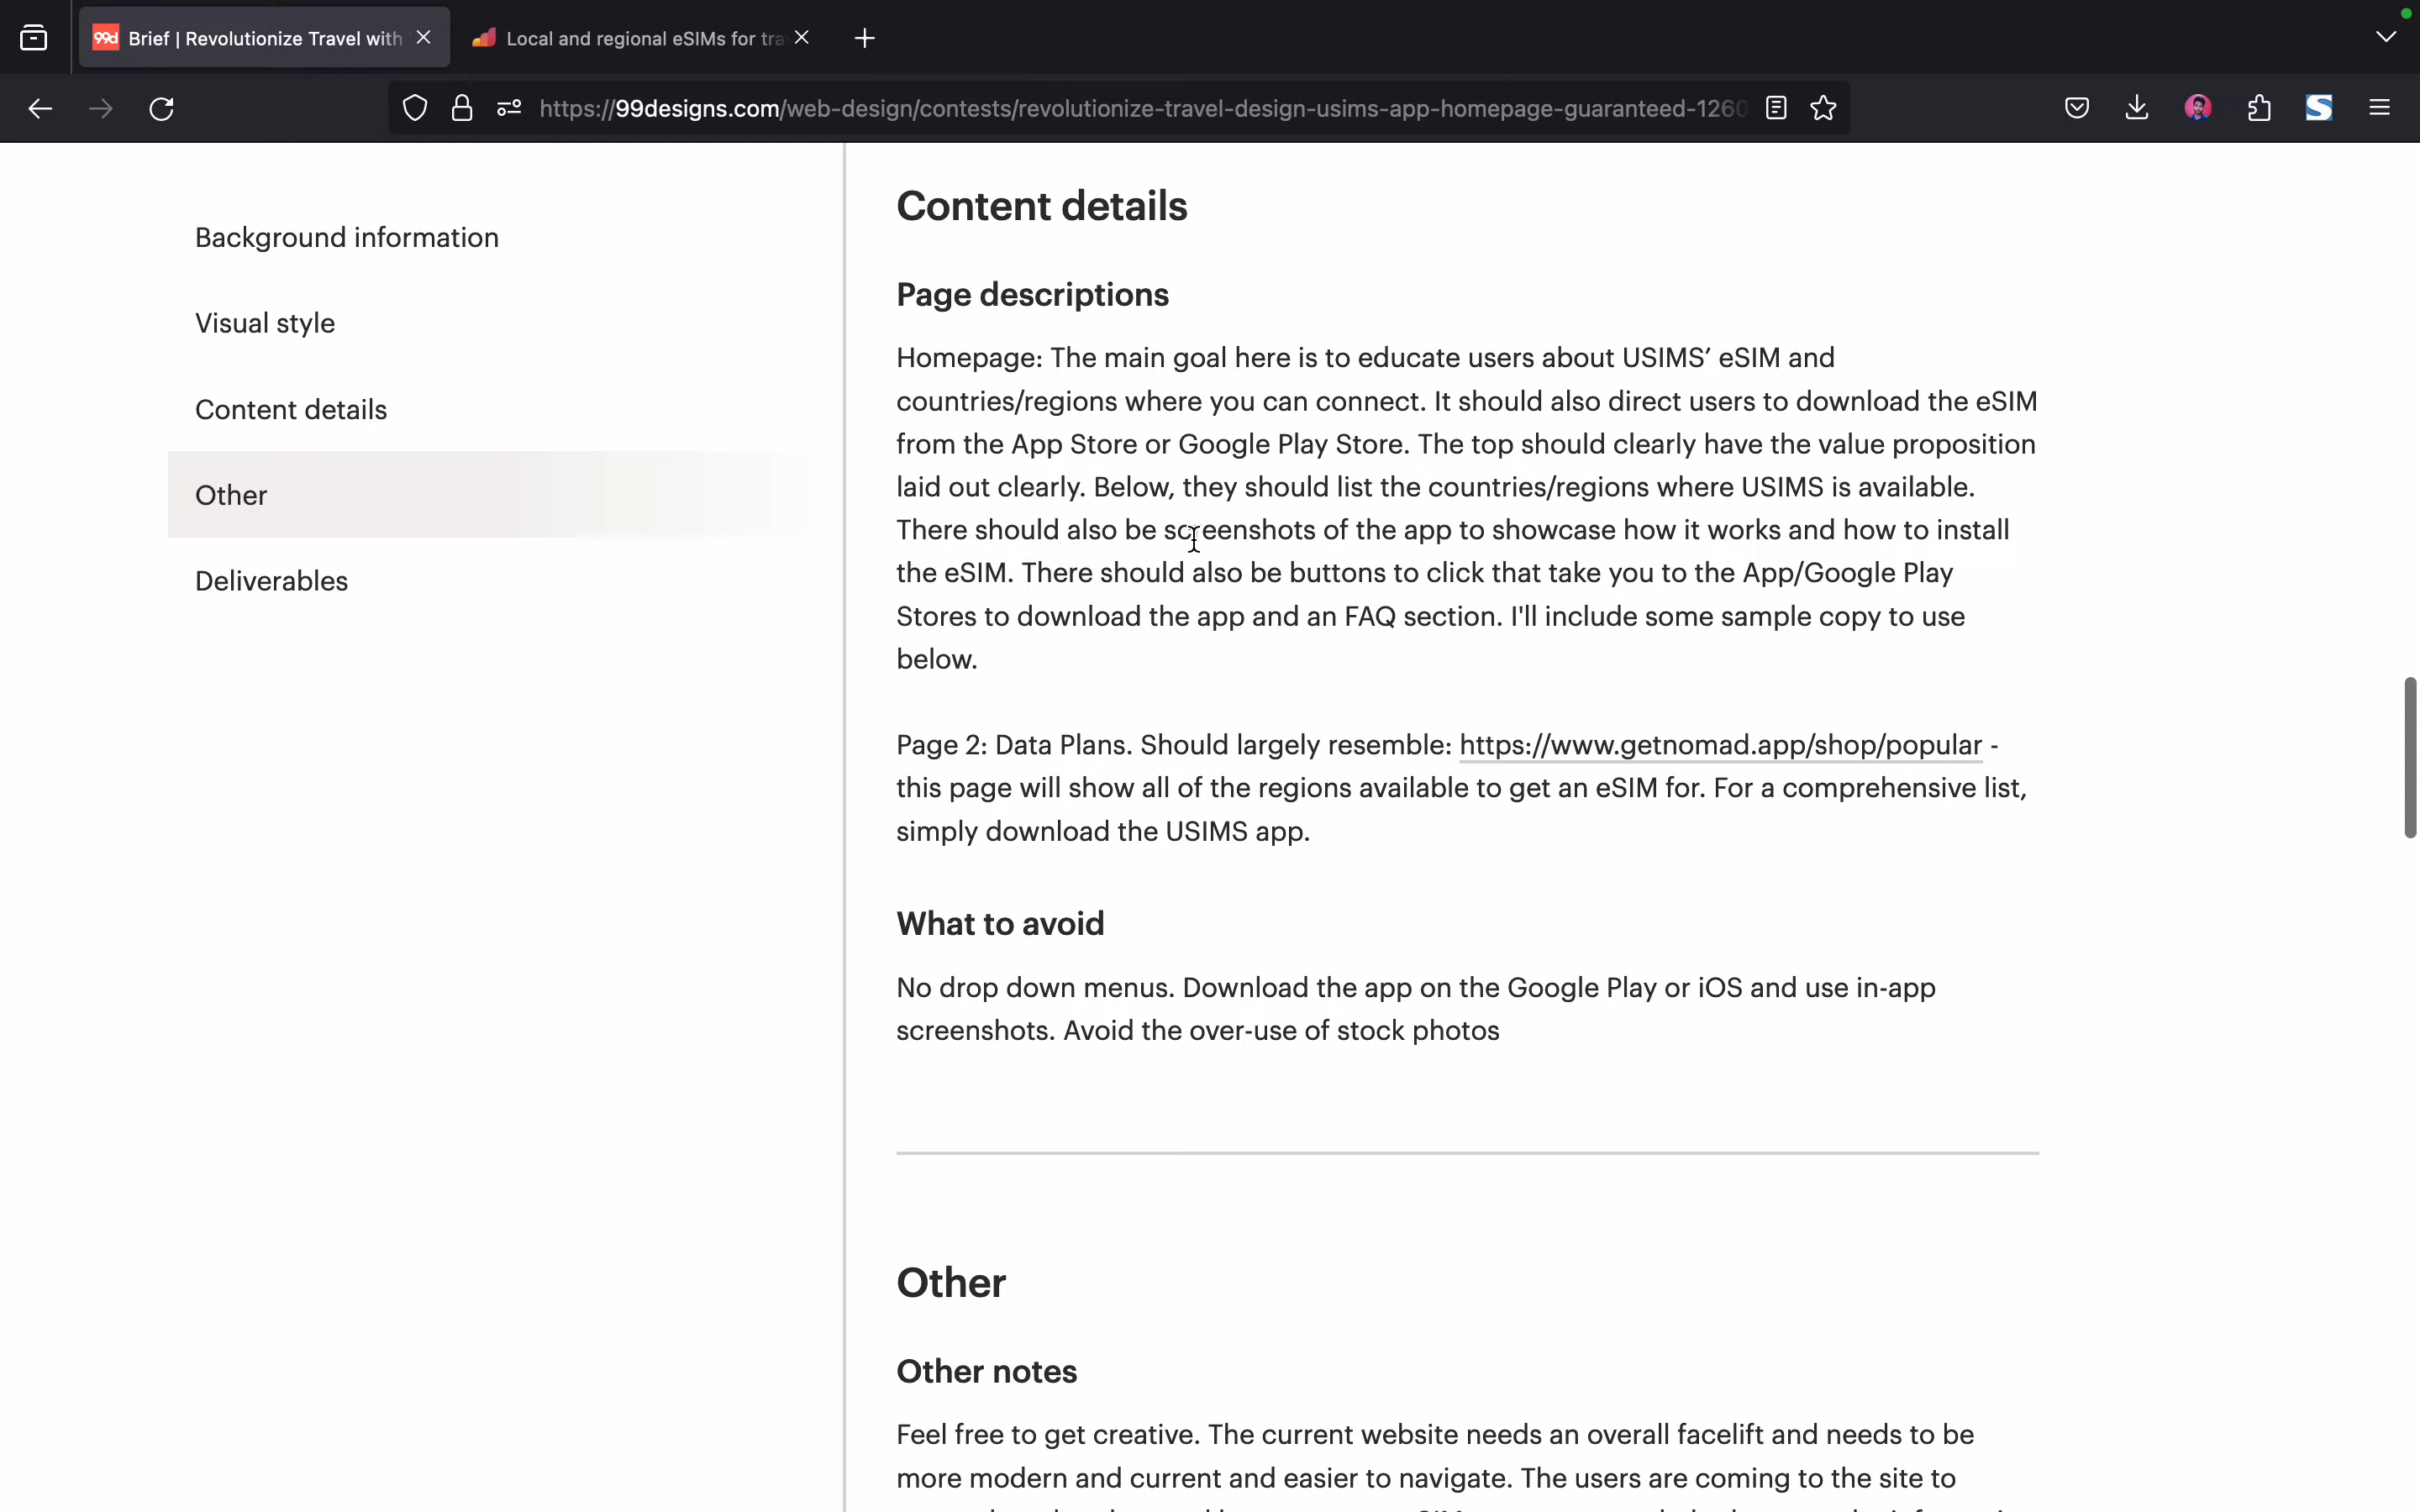 99d Brief | Revolutionize Travel with
Local and regional eSIMs for tra
https://99designs.com/web-design/contests/revolutionize-travel-design-usims-app-homepage-guaranteed-1260
Background information
Visual style
Content details
Other
Deliverables
Content details
Page descriptions
Homepage: The main goal here is to educate users about USIMS’ eSIM and
countries/regions where you can connect. It should also direct users to download the eSIM
from the App Store or Google Play Store. The top should clearly have the value proposition
laid out clearly. Below, they should list the countries/regions where USIMS is available.
There should also be screenshots of the app to showcase how it works and how to install
the eSIM. There should also be buttons to click that take you to the App/Google Play
Stores to download the app and an FAQ section. I'll include some sample copy to use
below.
Page 2: Data Plans. Should largely resemble: https://www.getnomad.app/shop/popular -
this page will show all of the regions available to get an eSIM for. For a comprehensive list,
simply download the USIMS app.
What to avoid
No drop down menus. Download the app on the Google Play or iOS and use in-app
screenshots. Avoid the over-use of stock photos
Other
Other notes
Feel free to get creative. The current website needs an overall facelift and needs to be
more modern and current and easier to navigate. The users are coming to the site to